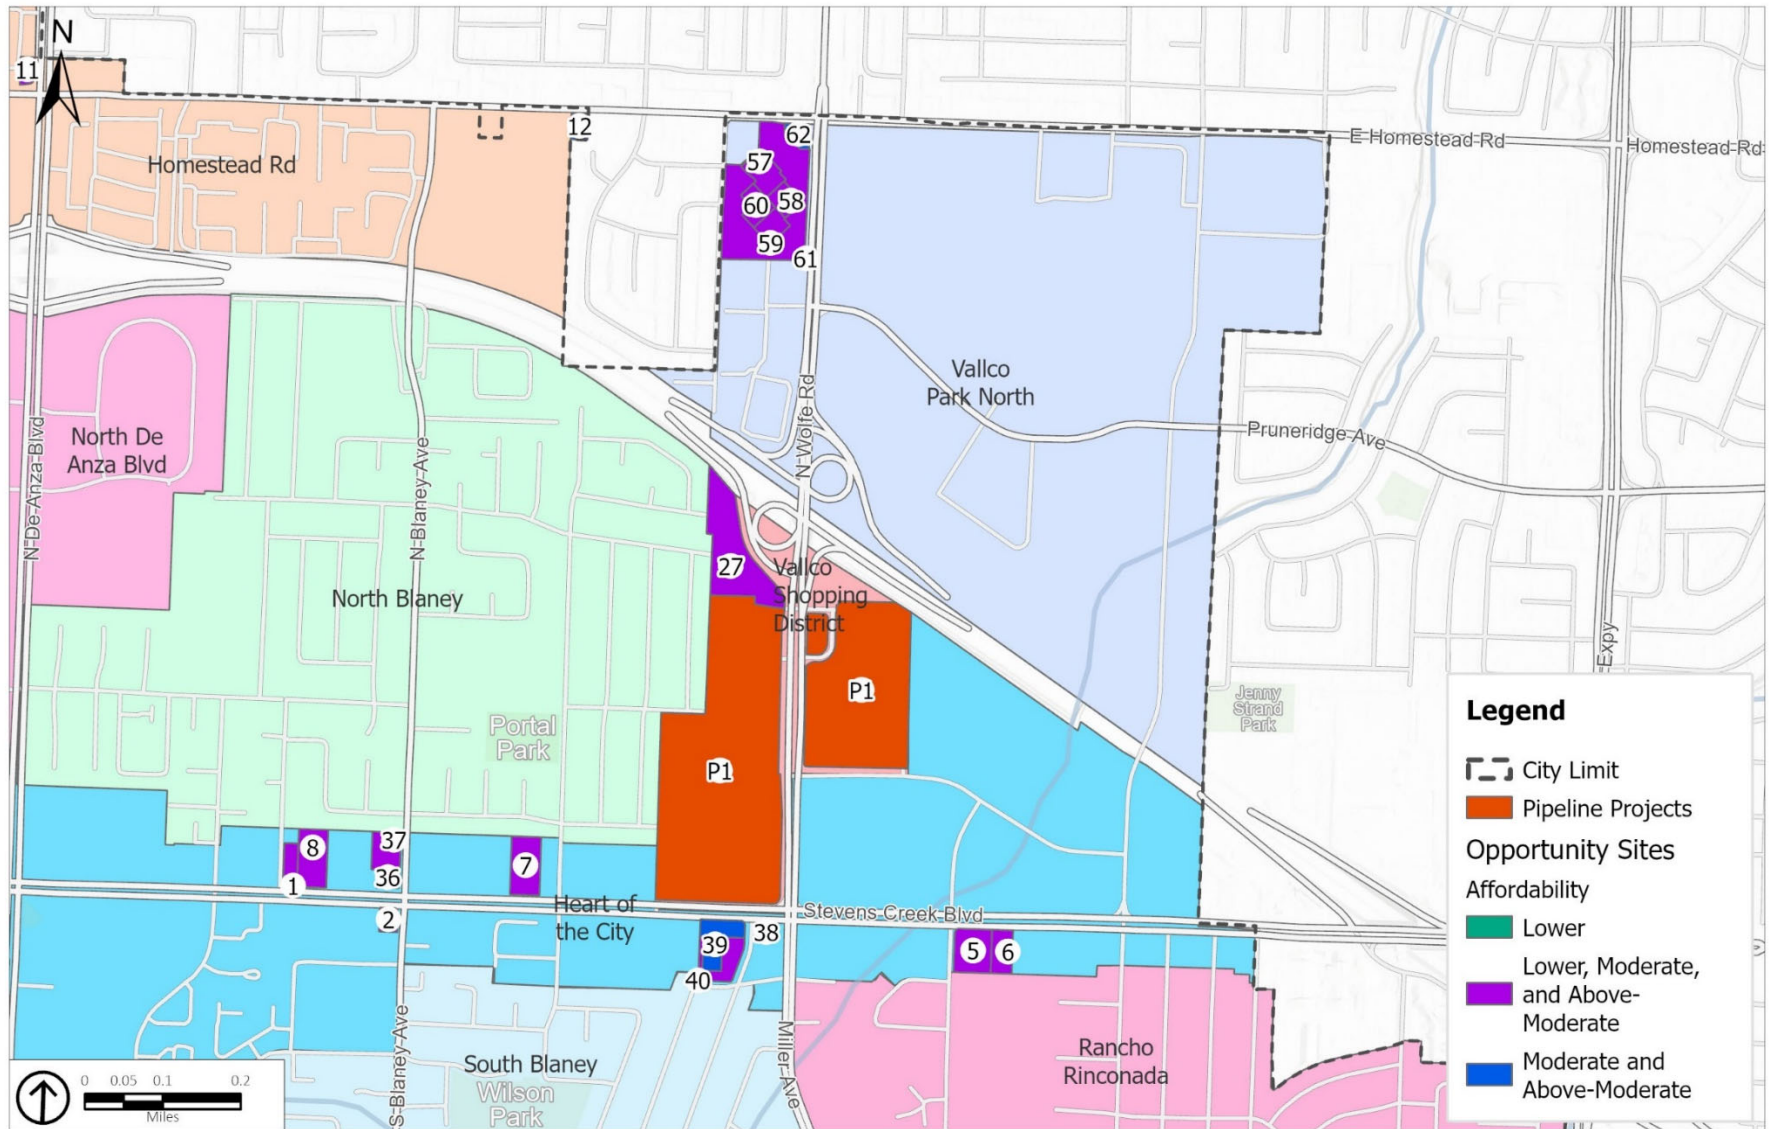 N
11
12
62
E Homestead Rd
Homestead Rd
Homestead Rd
57
58
60
59
61
Vallco
Park North
N Wolfe Rd
Pruneridge Ave
North De
Anza Blvd
N De Anza Blvd
N Blaney Ave
27
Vallco
Shopping
District
North Blaney
P1
P1
Portal
Park
Jenny
Strand
Park
Expy
8
37
7
1
36
2
Heart of
the City
Stevens Creek Blvd
38
39
40
5
6
S Blaney Ave
Miller Ave
South Blaney
Wilson
Park
Rancho
Rinconada
0 0.05 0.1 0.2
Miles
Legend
City Limit
Pipeline Projects
Opportunity Sites
Affordability
Lower
Lower, Moderate,
and Above-
Moderate
Moderate and
Above-Moderate